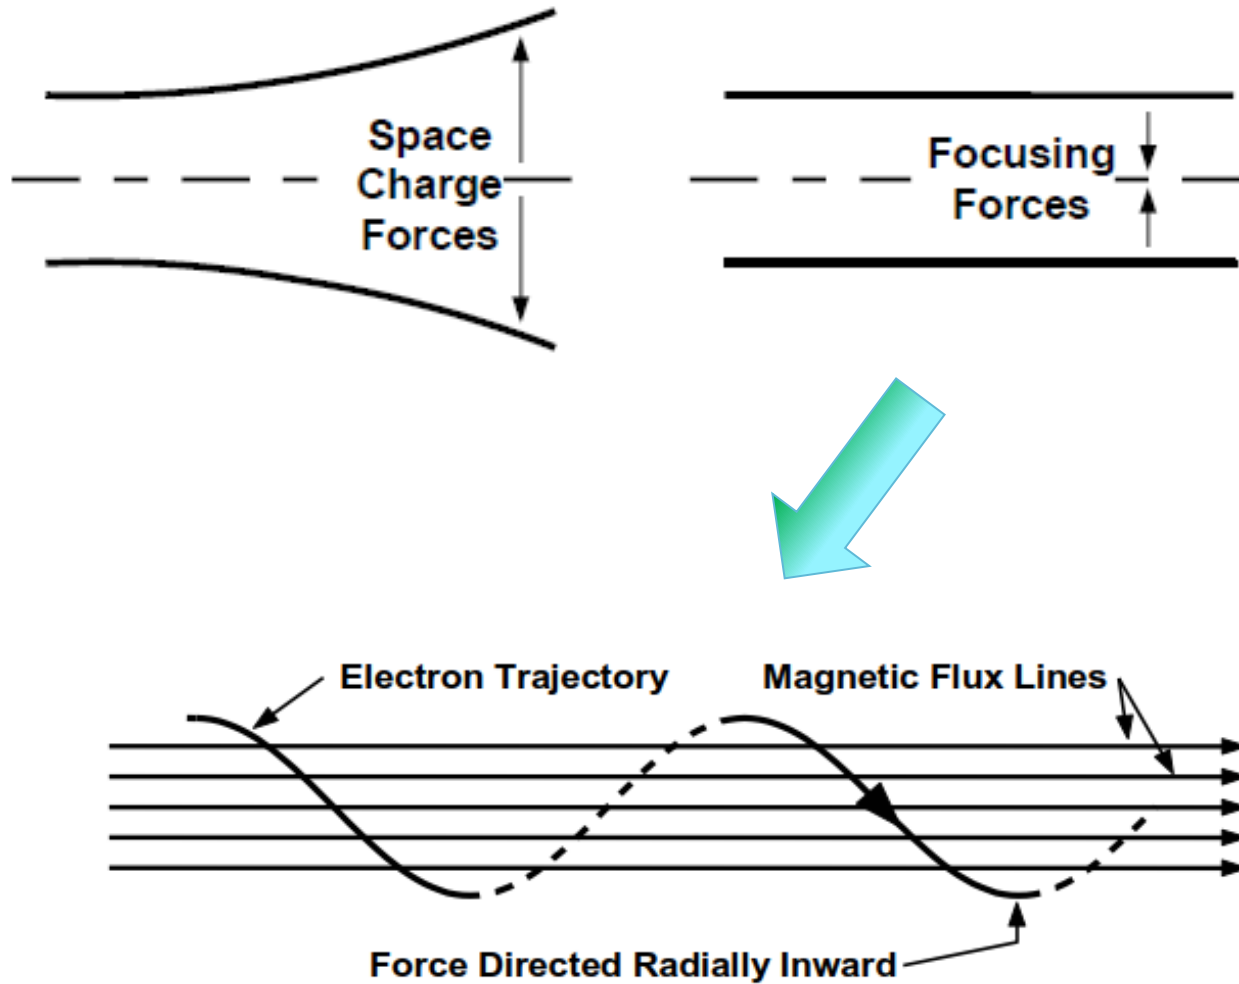 Space
Charge
Forces
Focusing
Forces
Electron Trajectory
Magnetic Flux Lines
Force Directed Radially Inward